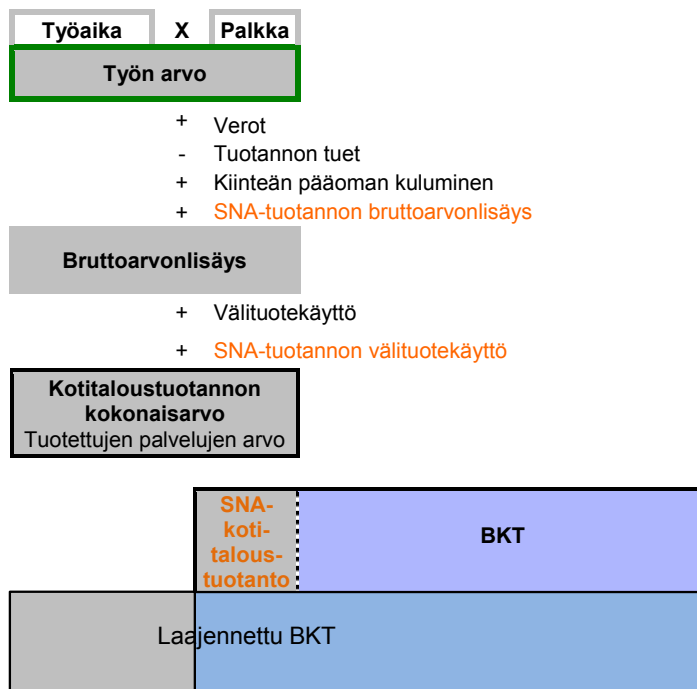 Työaika X Palkka
Työn arvo
+ Verot
- Tuotannon tuet
+ Kiinteän pääoman kuluminen
+ SNA-tuotannon bruttoarvonlisäys
Bruttoarvonlisäys
+ Välituotekäyttö
+ SNA-tuotannon välituotekäyttö
Kotitaloustuotannon
kokonaisarvo
Tuotettujen palvelujen arvo
SNA-
koti-
talous-
tuotanto
BKT
Laajennettu BKT